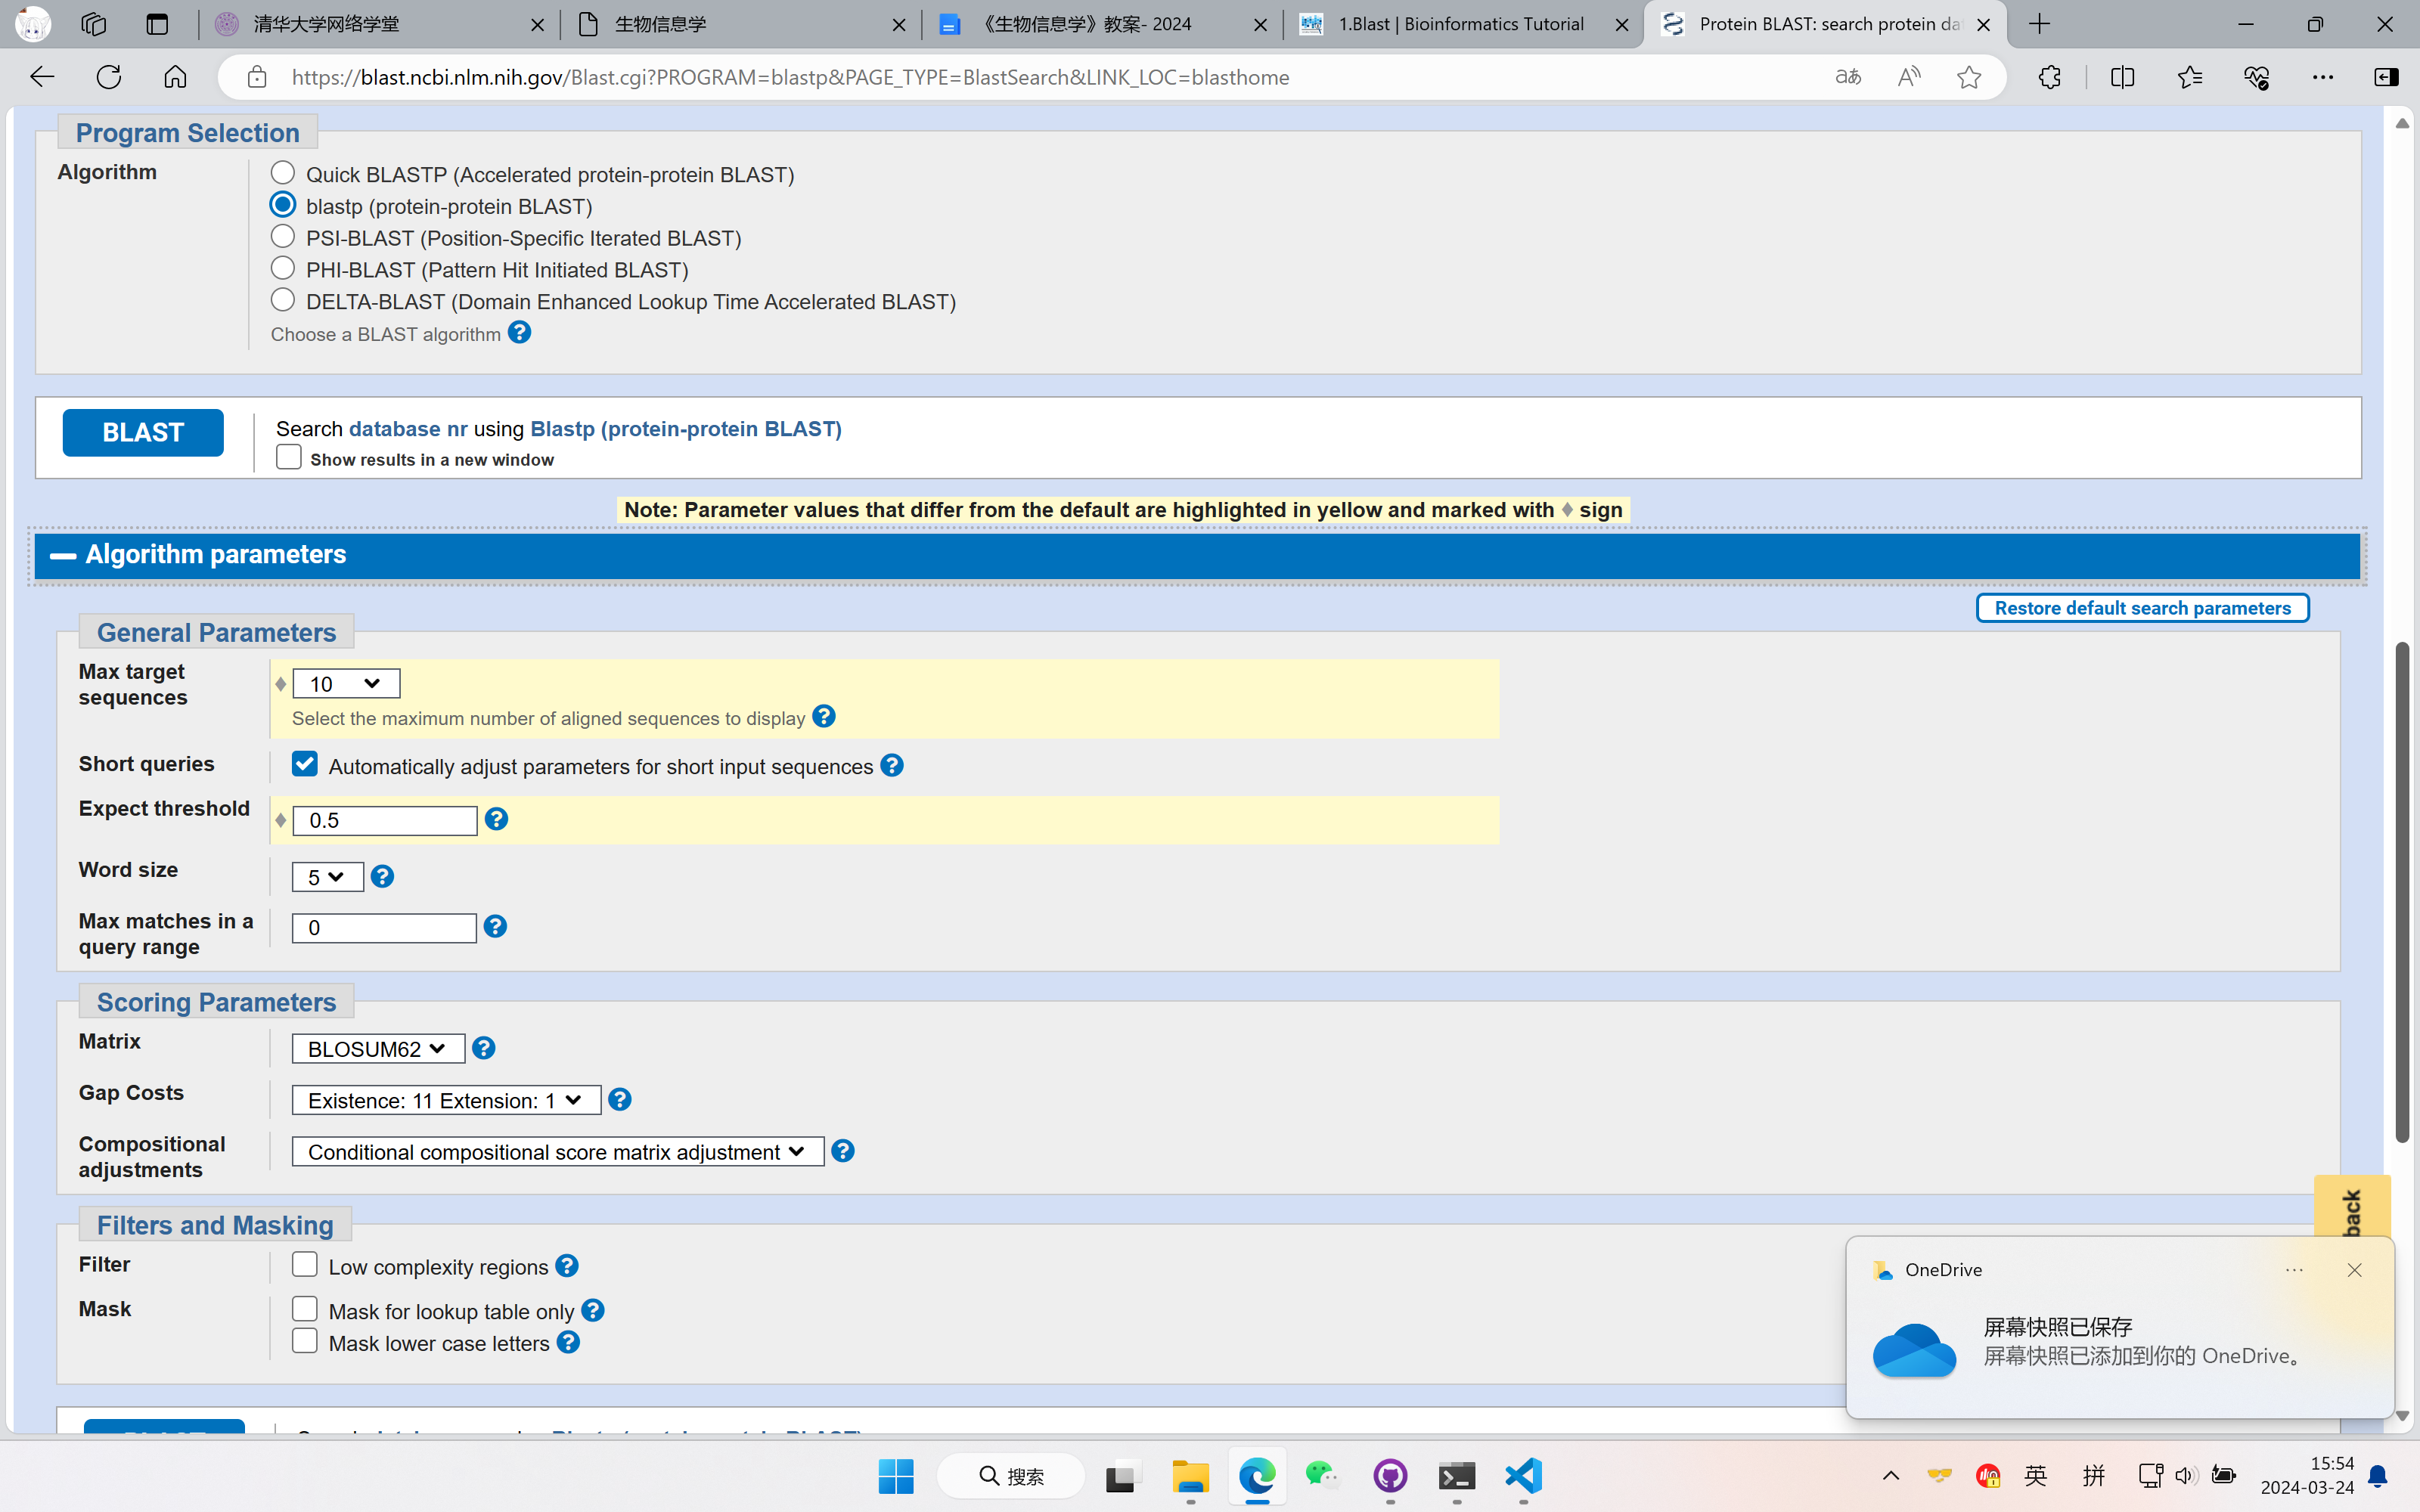 清华大学网络学堂
生物信息学
《生物信息学》教案- 2024
1.Blast | Bioinformatics Tutorial
Protein BLAST: search protein da
https://blast.ncbi.nlm.nih.gov/Blast.cgi?PROGRAM=blastp&PAGE_TYPE=BlastSearch&LINK_LOC=blasthome
Program Selection
Algorithm
Quick BLASTP (Accelerated protein-protein BLAST)
blastp (protein-protein BLAST)
PSI-BLAST (Position-Specific Iterated BLAST)
PHI-BLAST (Pattern Hit Initiated BLAST)
DELTA-BLAST (Domain Enhanced Lookup Time Accelerated BLAST)
Choose a BLAST algorithm
BLAST
Search database nr using Blastp (protein-protein BLAST)
Show results in a new window
Note: Parameter values that differ from the default are highlighted in yellow and marked with ♦ sign
Algorithm parameters
Restore default search parameters
General Parameters
Max target sequences
10
Select the maximum number of aligned sequences to display
Short queries
Automatically adjust parameters for short input sequences
Expect threshold
0.5
Word size
5
Max matches in a query range
0
Scoring Parameters
Matrix
BLOSUM62
Gap Costs
Existence: 11 Extension: 1
Compositional adjustments
Conditional compositional score matrix adjustment
Filters and Masking
Filter
Low complexity regions
Mask
Mask for lookup table only
Mask lower case letters
back
OneDrive
屏幕快照已保存
屏幕快照已添加到你的 OneDrive。
搜索
英
拼
15:54
2024-03-24